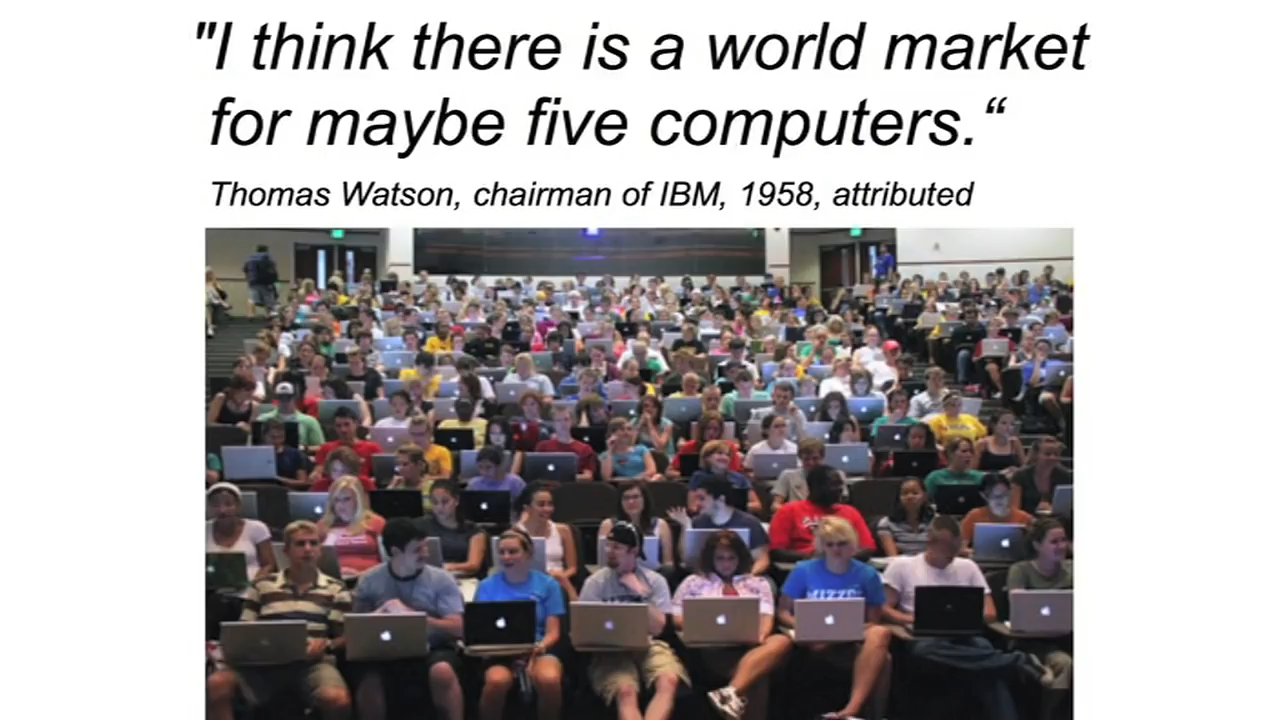 "I think there is a world market
for maybe five computers.“
Thomas Watson, chairman of IBM, 1958, attributed